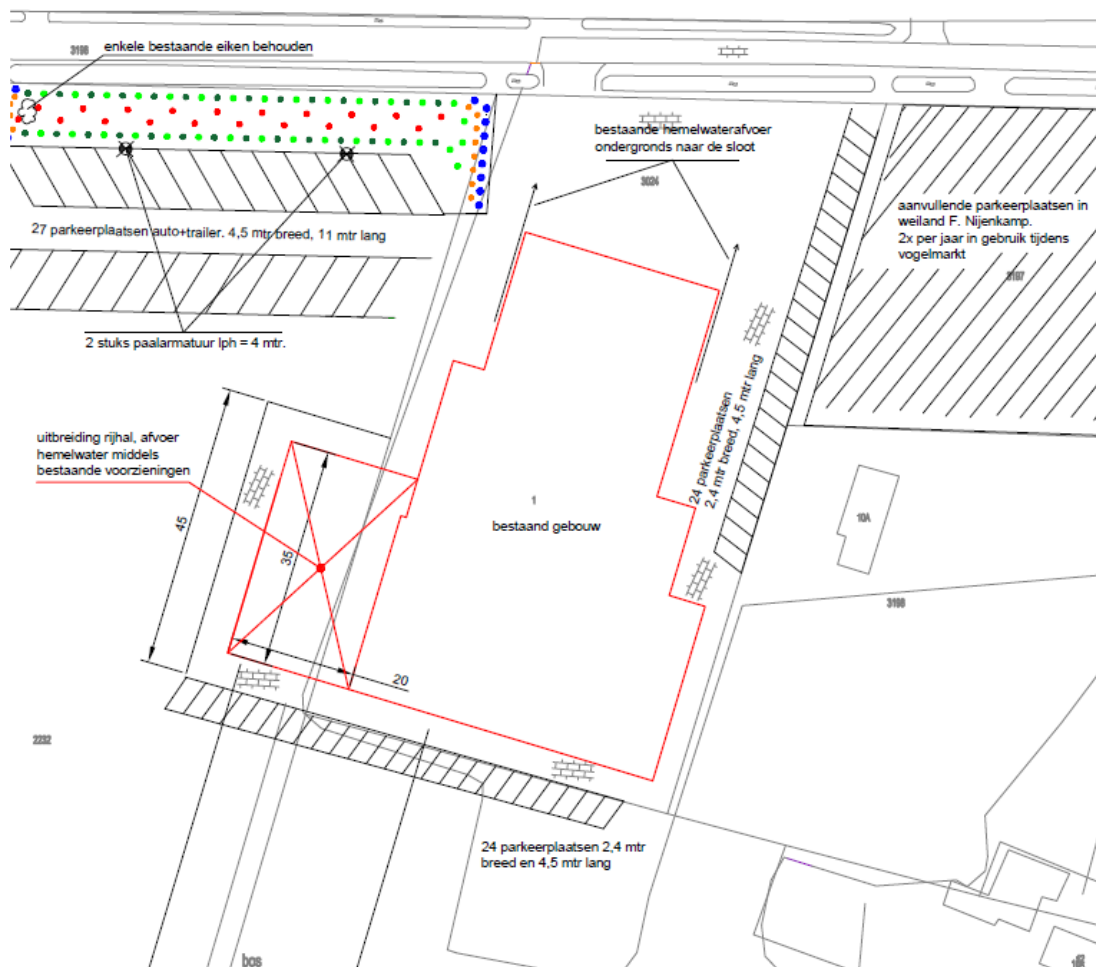 3198
enkele bestaande eiken behouden
bestaande hemelwaterafvoer
ondergronds naar de sloot
3024
aanvullende parkeerplaatsen in
weiland F. Nijenkamp.
2x per jaar in gebruik tijdens
vogelmarkt
3197
27 parkeerplaatsen auto+trailer. 4,5 mtr breed, 11 mtr lang
2 stuks paalarmatuur lph = 4 mtr.
24 parkeerplaatsen
2,4 mtr breed, 4,5 mtr lang
uitbreiding rijhal, afvoer
hemelwater middels
bestaande voorzieningen
45
35
20
1
bestaand gebouw
10A
3198
2232
24 parkeerplaatsen 2,4 mtr
breed en 4,5 mtr lang
bos